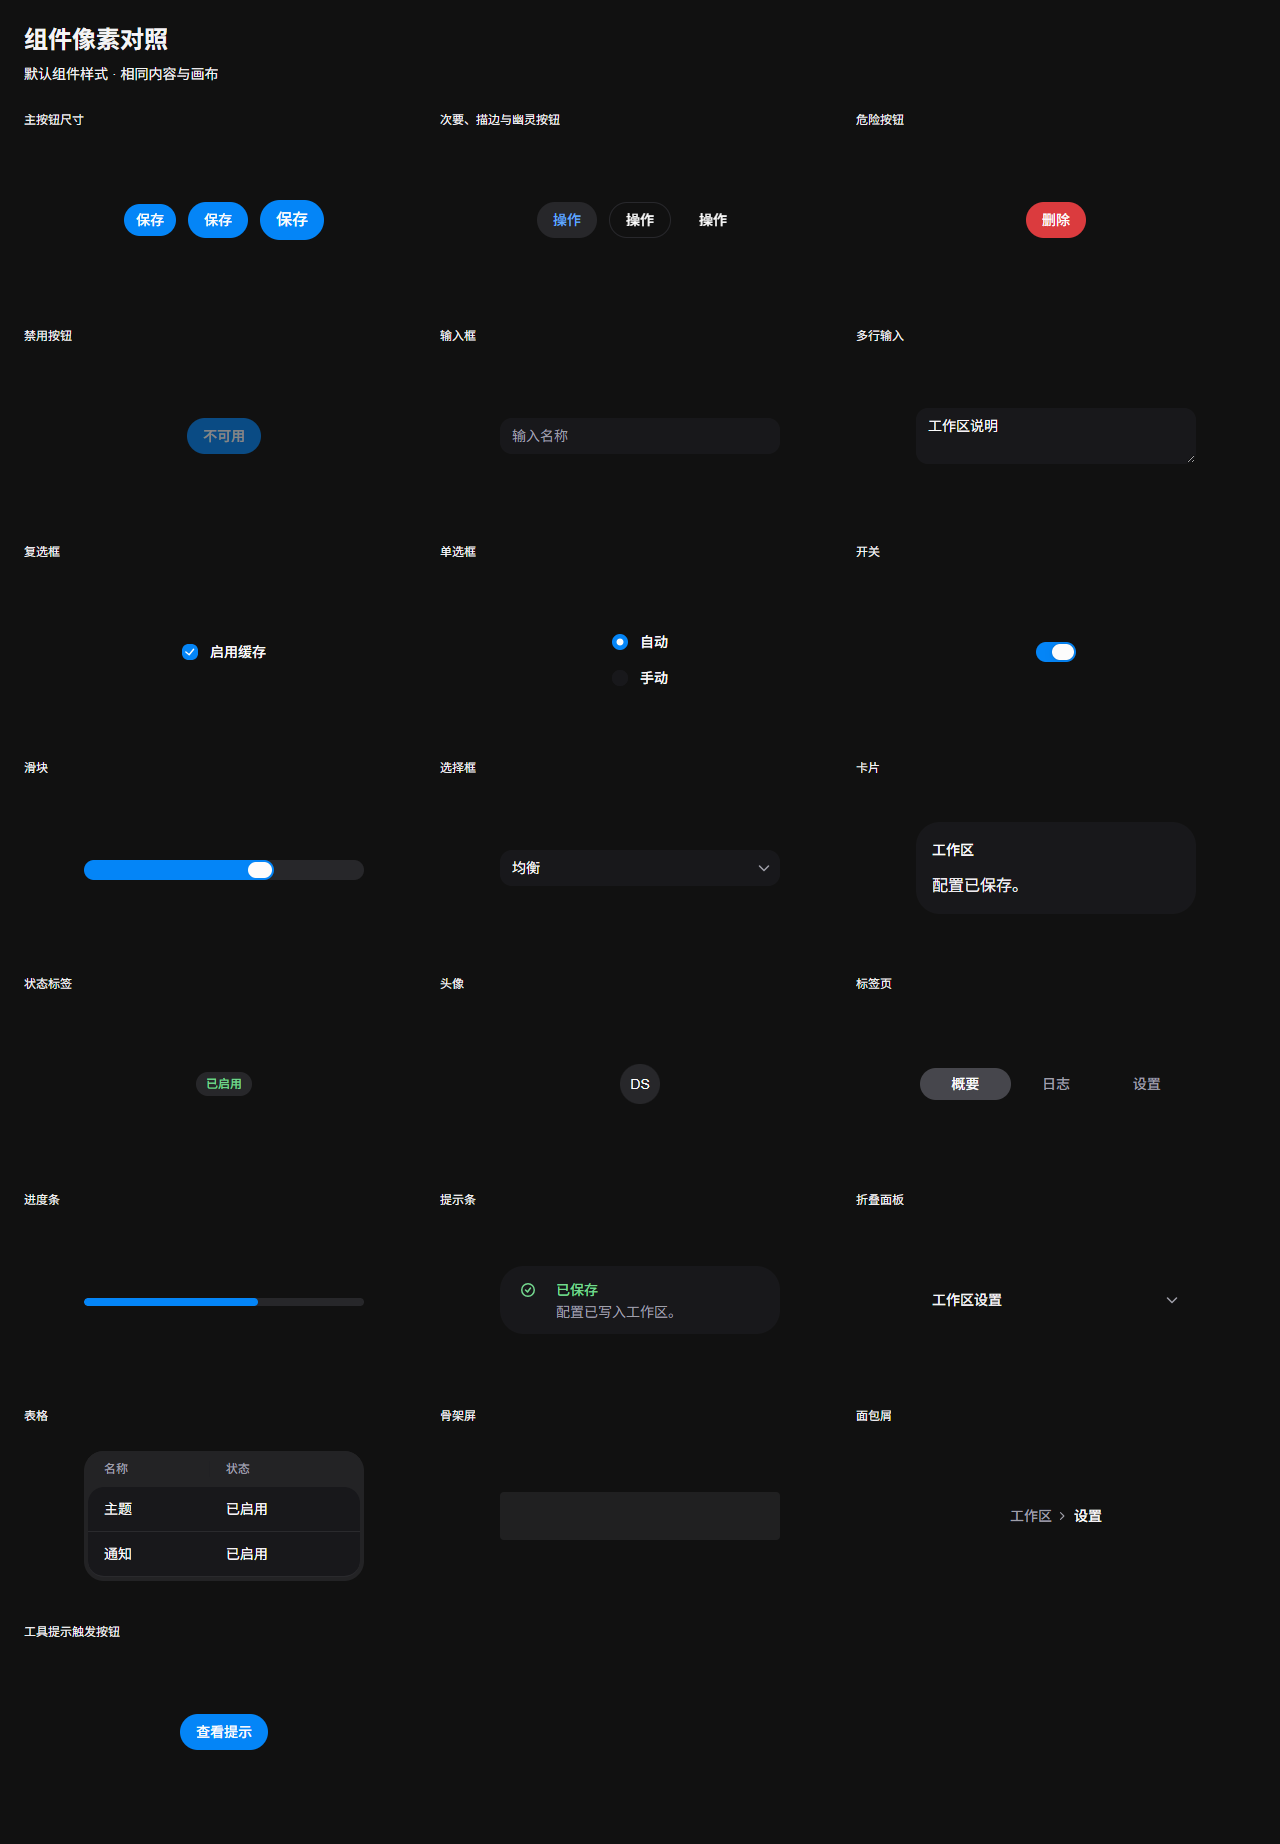 组件像素对照
默认组件样式 · 相同内容与画布
主按钮尺寸
保存 保存 保存
次要、描边与幽灵按钮
操作 操作 操作
危险按钮
删除
禁用按钮
不可用
输入框
输入名称
多行输入
工作区说明
复选框
启用缓存
单选框
自动
手动
开关
滑块
选择框
均衡
卡片
工作区
配置已保存。
状态标签
已启用
头像
DS
标签页
概要 日志 设置
进度条
提示条
已保存
配置已写入工作区。
折叠面板
工作区设置
表格
名称 状态
主题 已启用
通知 已启用
骨架屏
面包屑
工作区 > 设置
工具提示触发按钮
查看提示